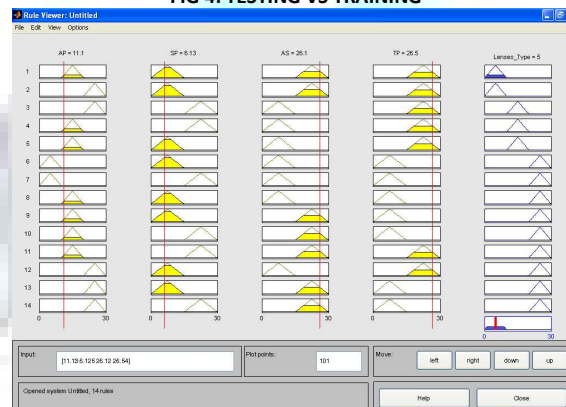 FIG 4: TESTING VS TRAINING
Rule Viewer: Untitled
File Edit View Options
AP = 11.1 SP = 6.13 AS = 26.1 TP = 26.5 Lenses_Type = 5
1
2
3
4
5
6
7
8
9
10
11
12
13
14
0 30 0 30 0 30 0 30
0 30
Input: [11.13 6.125 26.12 26.54] Plot points: 101 Move: left right down up
Opened system Untitled, 14 rules Help Close